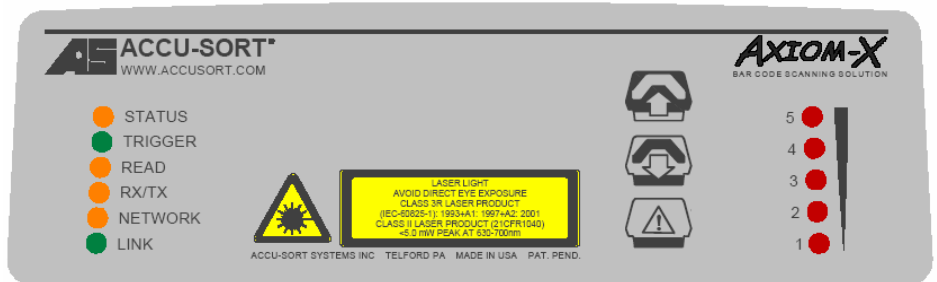 ACCU-SORT®
WWW.ACCUSORT.COM
AXIOM-X
BAR CODE SCANNING SOLUTION
STATUS
TRIGGER
READ
RX/TX
NETWORK
LINK
LASER LIGHT
AVOID DIRECT EYE EXPOSURE
CLASS 3R LASER PRODUCT
(IEC-60825-1): 1993+A1: 1997+A2: 2001
CLASS II LASER PRODUCT (21CFR1040)
<5.0 mW PEAK AT 630-700nm
ACCU-SORT SYSTEMS INC TELFORD PA MADE IN USA PAT. PEND.
5
4
3
2
1